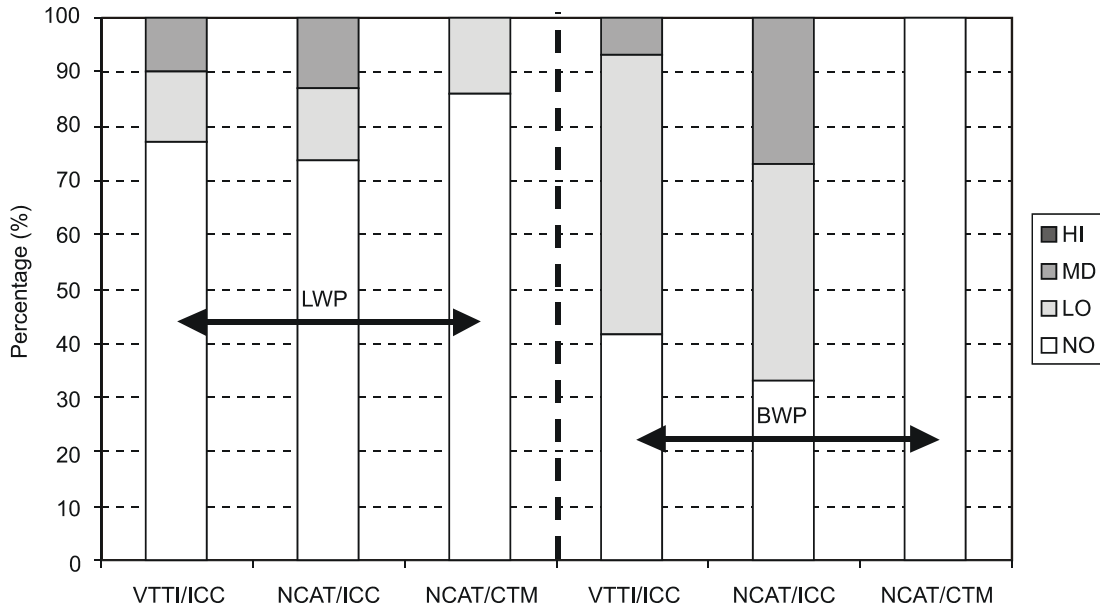 100
90
80
70
60
50
40
30
20
10
0
Percentage (%)
LWP
BWP
VTTI/ICC NCAT/ICC NCAT/CTM VTTI/ICC NCAT/ICC NCAT/CTM
HI
MD
LO
NO